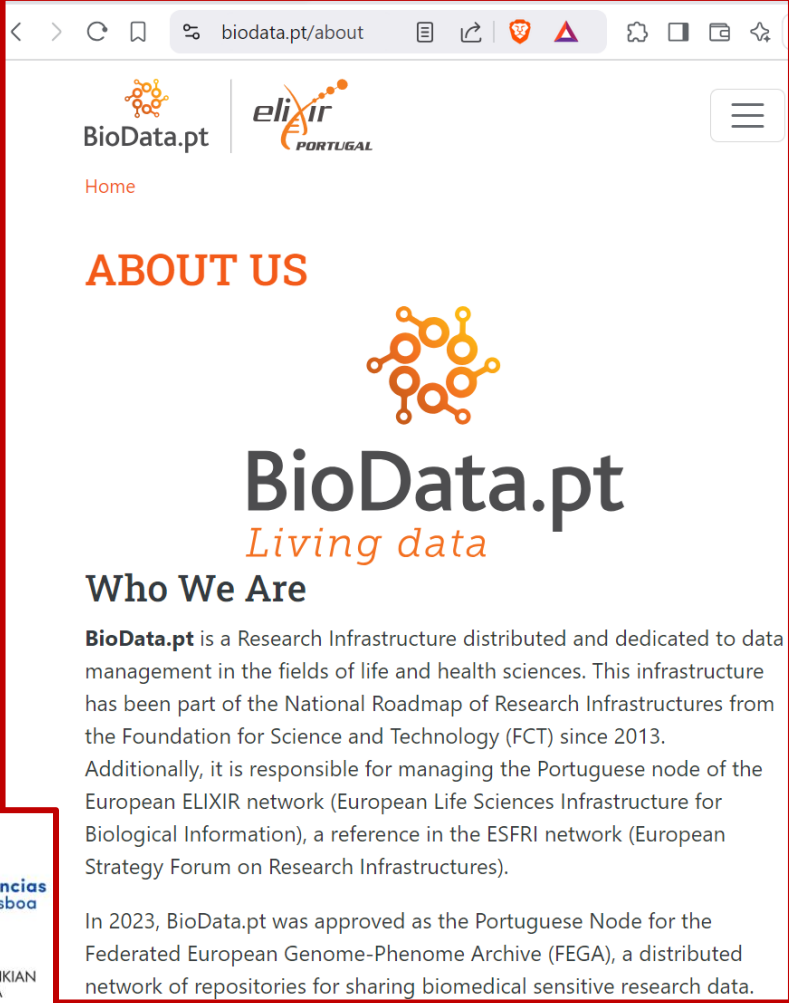 biodata.pt/about
BioData.pt
elixir
PORTUGAL
Home
ABOUT US
BioData.pt
Living data
Who We Are
BioData.pt is a Research Infrastructure distributed and dedicated to data
management in the fields of life and health sciences. This infrastructure
has been part of the National Roadmap of Research Infrastructures from
the Foundation for Science and Technology (FCT) since 2013.
Additionally, it is responsible for managing the Portuguese node of the
European ELIXIR network (European Life Sciences Infrastructure for
Biological Information), a reference in the ESFRI network (European
Strategy Forum on Research Infrastructures).
In 2023, BioData.pt was approved as the Portuguese Node for the
Federated European Genome-Phenome Archive (FEGA), a distributed
network of repositories for sharing biomedical sensitive research data.